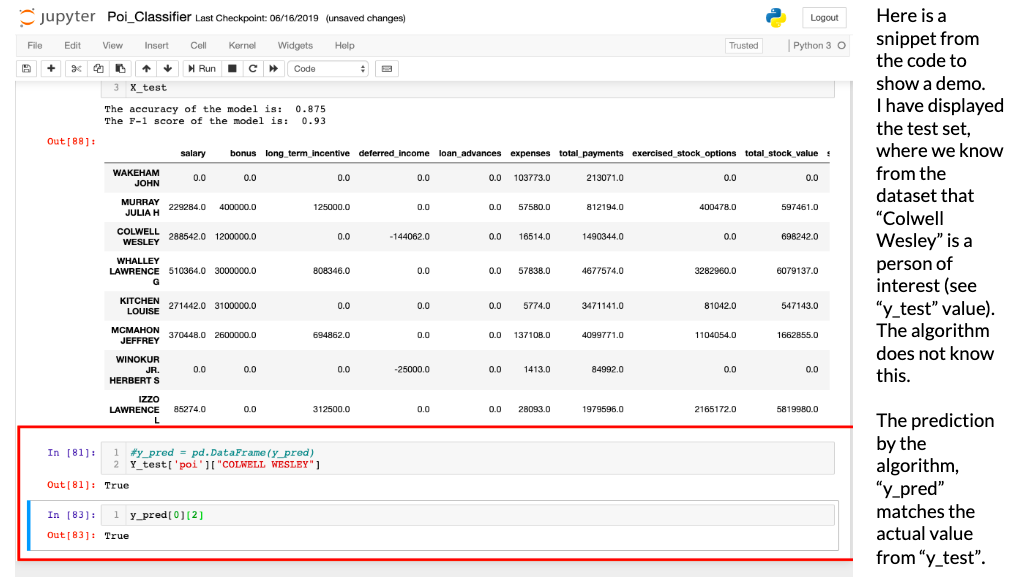 jupyter Poi_Classifier Last Checkpoint: 06/16/2019 (unsaved changes)
Logout
File Edit View Insert Cell Kernel Widgets Help
Trusted Python 3
Run Code
3 X_test
The accuracy of the model is: 0.875
The F-1 score of the model is: 0.93
Out[88]:
salary bonus long_term_incentive deferred_income loan_advances expenses total_payments exercised_stock_options total_stock_value s
WAKEHAM
JOHN
0.0 0.0 0.0 0.0 0.0 103773.0 213071.0 0.0 0.0
MURRAY
JULIA H
229284.0 400000.0 125000.0 0.0 0.0 57580.0 812194.0 400478.0 597461.0
COLWELL
WESLEY
288542.0 1200000.0 0.0 -144062.0 0.0 16514.0 1490344.0 0.0 698242.0
WHALLEY
LAWRENCE
G
510364.0 3000000.0 808346.0 0.0 0.0 57838.0 4677574.0 3282960.0 6079137.0
KITCHEN
LOUISE
271442.0 3100000.0 0.0 0.0 0.0 5774.0 3471141.0 81042.0 547143.0
MCMAHON
JEFFREY
370448.0 2600000.0 694862.0 0.0 0.0 137108.0 4099771.0 1104054.0 1662855.0
WINOKUR
JR.
HERBERT S
0.0 0.0 0.0 -25000.0 0.0 1413.0 84992.0 0.0 0.0
IZZO
LAWRENCE
L
85274.0 0.0 312500.0 0.0 0.0 28093.0 1979596.0 2165172.0 5819980.0
In [81]: 1 #y_pred = pd.DataFrame(y_pred)
2 Y_test['poi']["COLWELL WESLEY"]
Out[81]: True
In [83]: 1 y_pred[0][2]
Out[83]: True
Here is a
snippet from
the code to
show a demo.
I have displayed
the test set,
where we know
from the
dataset that
“Colwell
Wesley” is a
person of
interest (see
“y_test” value).
The algorithm
does not know
this.
The prediction
by the
algorithm,
“y_pred”
matches the
actual value
from “y_test”.